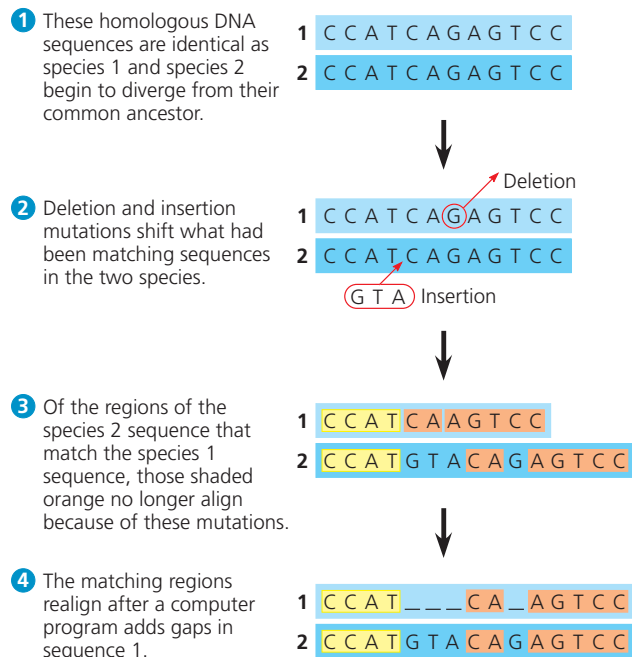 1 These homologous DNA
sequences are identical as
species 1 and species 2
begin to diverge from their
common ancestor.
1 C C A T C A G A G T C C
2 C C A T C A G A G T C C
Deletion
2 Deletion and insertion
mutations shift what had
been matching sequences
in the two species.
1 C C A T C A G A G T C C
2 C C A T C A G A G T C C
G T A Insertion
3 Of the regions of the
species 2 sequence that
match the species 1
sequence, those shaded
orange no longer align
because of these mutations.
1 C C A T C A A G T C C
2 C C A T G T A C A G A G T C C
4 The matching regions
realign after a computer
program adds gaps in
sequence 1.
1 C C A T _ _ _ C A _ A G T C C
2 C C A T G T A C A G A G T C C